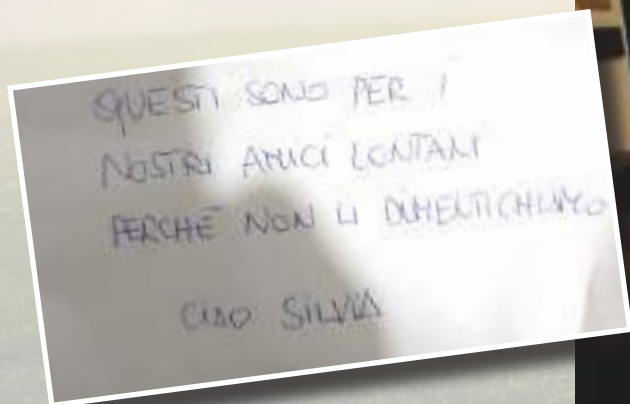 QUESTI SONO PER I
NOSTRI AMICI LONTANI
PERCHÉ NON LI DIMENTICHIAMO
CIAO SILVIA